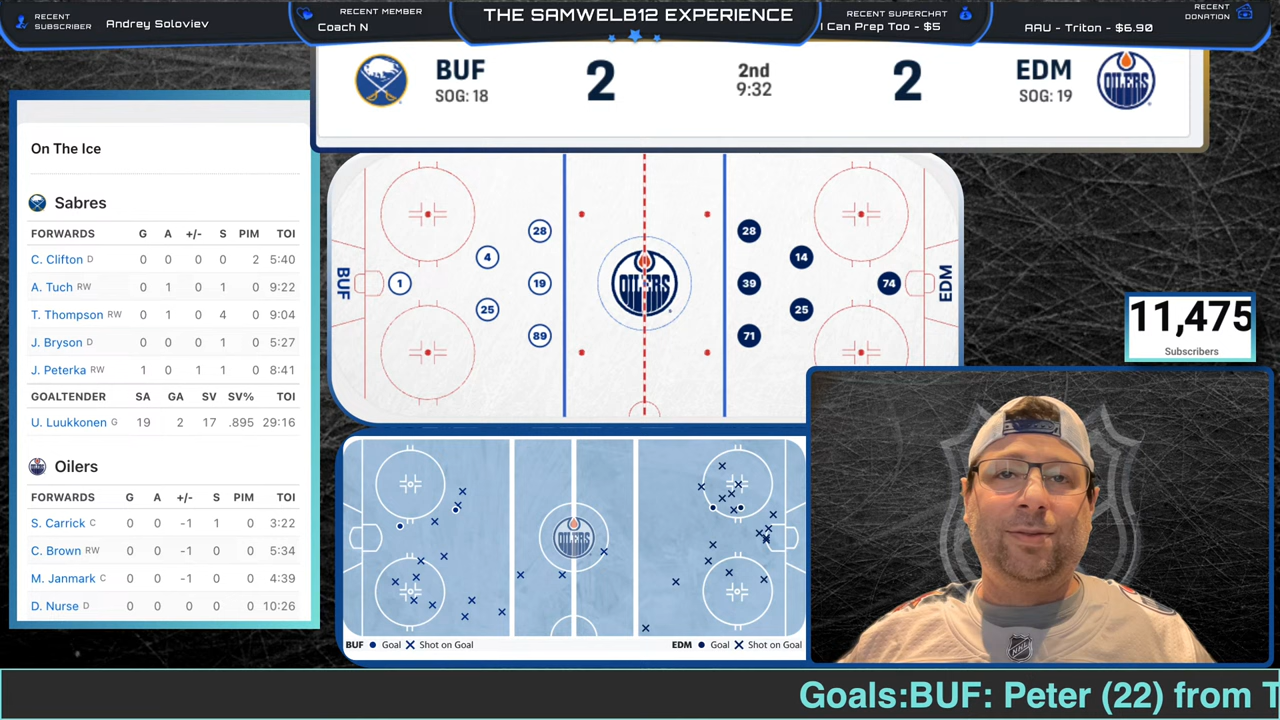 RECENT SUBSCRIBER
Andrey Soloviev
RECENT MEMBER
Coach N
THE SAMWELB12 EXPERIENCE
RECENT SUPERCHAT
I Can Prep Too - $5
RECENT DONATION
AAU - Triton - $6.90
BUF
SOG: 18
2
2nd
9:32
2
EDM
SOG: 19
OILERS
On The Ice
Sabres
FORWARDS G A +/- S PIM TOI
C. Clifton D 0 0 0 0 2 5:40
A. Tuch RW 0 1 0 1 0 9:22
T. Thompson RW 0 1 0 4 0 9:04
J. Bryson D 0 0 0 1 0 5:27
J. Peterka RW 1 0 1 1 0 8:41
GOALTENDER SA GA SV SV% TOI
U. Luukkonen G 19 2 17 .895 29:16
Oilers
FORWARDS G A +/- S PIM TOI
S. Carrick C 0 0 -1 1 0 3:22
C. Brown RW 0 0 -1 0 0 5:34
M. Janmark C 0 0 -1 0 0 4:39
D. Nurse D 0 0 0 0 0 10:26
BUF
1
4
25
28
19
89
OILERS
28
39
71
14
25
74
EDM
11,475
Subscribers
OILERS
BUF Goal Shot on Goal
EDM Goal Shot on Goal
NHL
Goals:BUF: Peter (22) from T